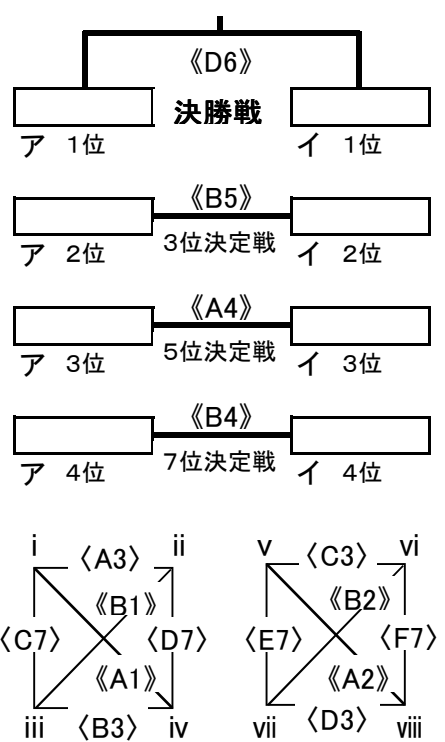 《D6》
決勝戦
ア 1位 イ 1位
《B5》
3位決定戦
ア 2位 イ 2位
《A4》
5位決定戦
ア 3位 イ 3位
《B4》
7位決定戦
ア 4位 イ 4位
ⅰ 〈A3〉 ⅱ
《B1》
〈C7〉 〈D7〉
《A1》
ⅲ 〈B3〉 ⅳ
ⅴ 〈C3〉 ⅵ
《B2》
〈E7〉 〈F7〉
《A2》
ⅶ 〈D3〉 ⅷ